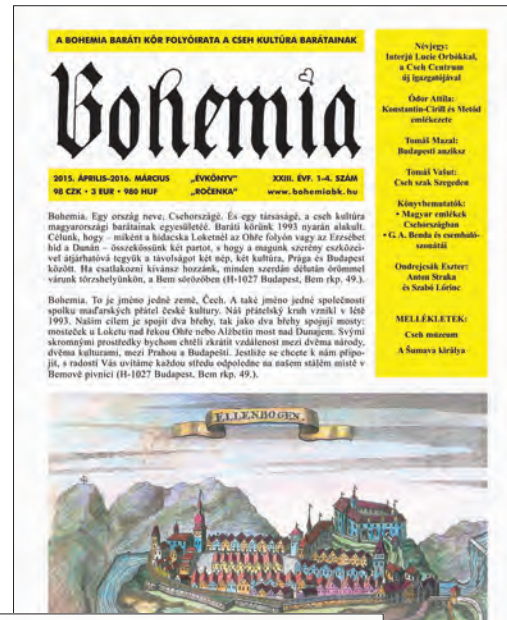 A BOHEMIA BARÁTI KÖR FOLYÓIRATA A CSEH KULTÚRA BARÁTAINAK
Bohemia
2015. ÁPRILIS–2016. MÁRCIUS „ÉVKÖNYV” XXIII. ÉVF. 1–4. SZÁM
98 CZK • 3 EUR • 980 HUF „ROČENKA” www.bohemiabk.hu
Bohemia. Egy ország neve, Csehországé. És egy társaságé, a cseh kultúra
magyarországi barátainak egyesületéé. Baráti körünk 1993 nyarán alakult.
Célunk, hogy – miként a hidacska Loketnél az Ohře folyón vagy az Erzsébet
híd a Dunán – összekössünk két partot, s hogy a magunk szerény eszközei-
vel átjárhatóvá tegyük a távolságot két nép, két kultúra, Prága és Budapest
között. Ha csatlakozni kívánsz hozzánk, minden szerdán délután örömmel
várunk törzshelyünkön, a Bem sörözőben (H-1027 Budapest, Bem rkp. 49.).
Bohemia. To je jméno jedné země, Čech. A také jméno jedné společnosti
spolku maďarských přátel české kultury. Náš přátelský kruh vznikl v létě
1993. Naším cílem je spojit dva břehy, tak jako dva břehy spojují mosty:
mosteček u Loketu nad řekou Ohře nebo Alžbetin most nad Dunajem. Svými
skromnými prostředky bychom chtěli zkrátit vzdálenost mezi dvěma národy,
dvěma kulturami, mezi Prahou a Budapeští. Jestliže se chcete k nám připo-
jit, s radostí Vás uvítáme každou středu odpoledne na našem stálém místě v
Bemově pivnici (H-1027 Budapest, Bem rkp. 49.).
Névjegy:
Interjú Lucie Orbókkal,
a Cseh Centrum
új igazgatójával
Ódor Attila:
Konstantin-Cirill és Metód
emlékezete
Tomáš Mazal:
Budapesti anziksz
Tomáš Vašut:
Cseh szak Szegeden
Könyvbemutatók:
• Magyar emlékek
Csehországban
• G. A. Benda és csembaló-
szonátái
Ondrejcsák Eszter:
Anton Straka
és Szabó Lőrinc
MELLÉKLETEK:
Cseh múzeum
A Šumava királya
ELLENBOGEN.